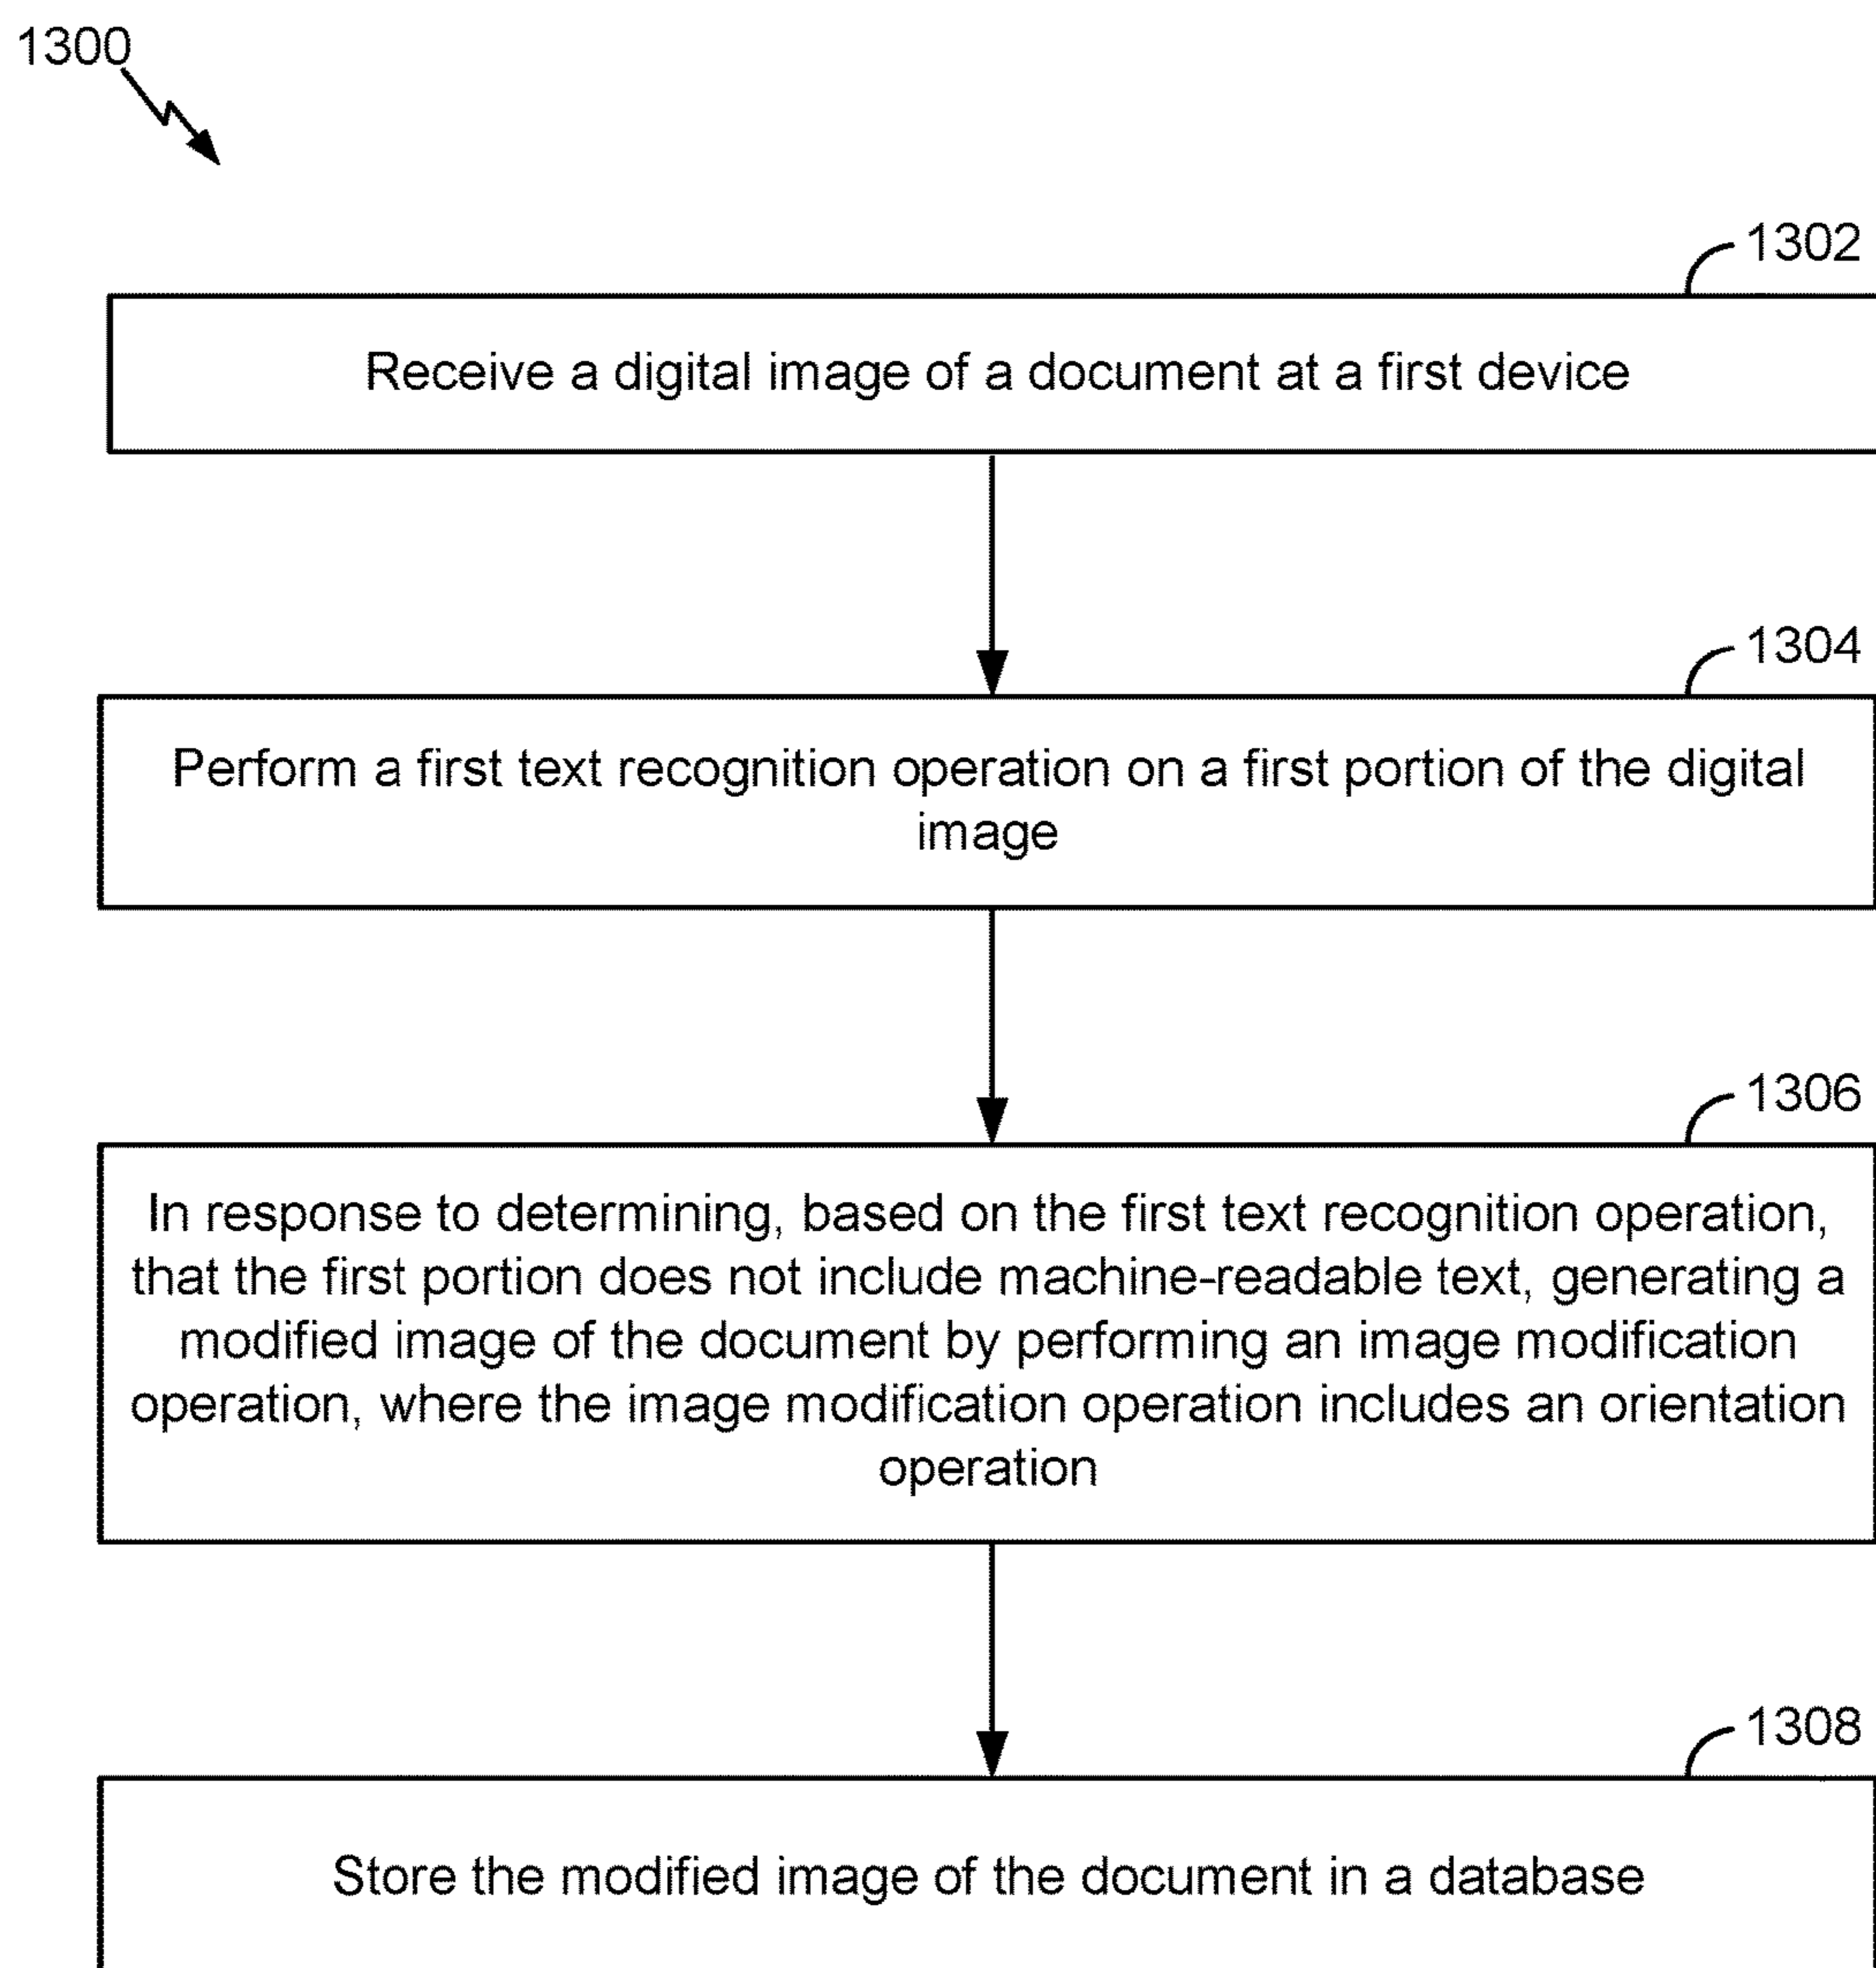 1300
1302
Receive a digital image of a document at a first device
1304
Perform a first text recognition operation on a first portion of the digital
image
1306
In response to determining, based on the first text recognition operation,
that the first portion does not include machine-readable text, generating a
modified image of the document by performing an image modification
operation, where the image modification operation includes an orientation
operation
1308
Store the modified image of the document in a database